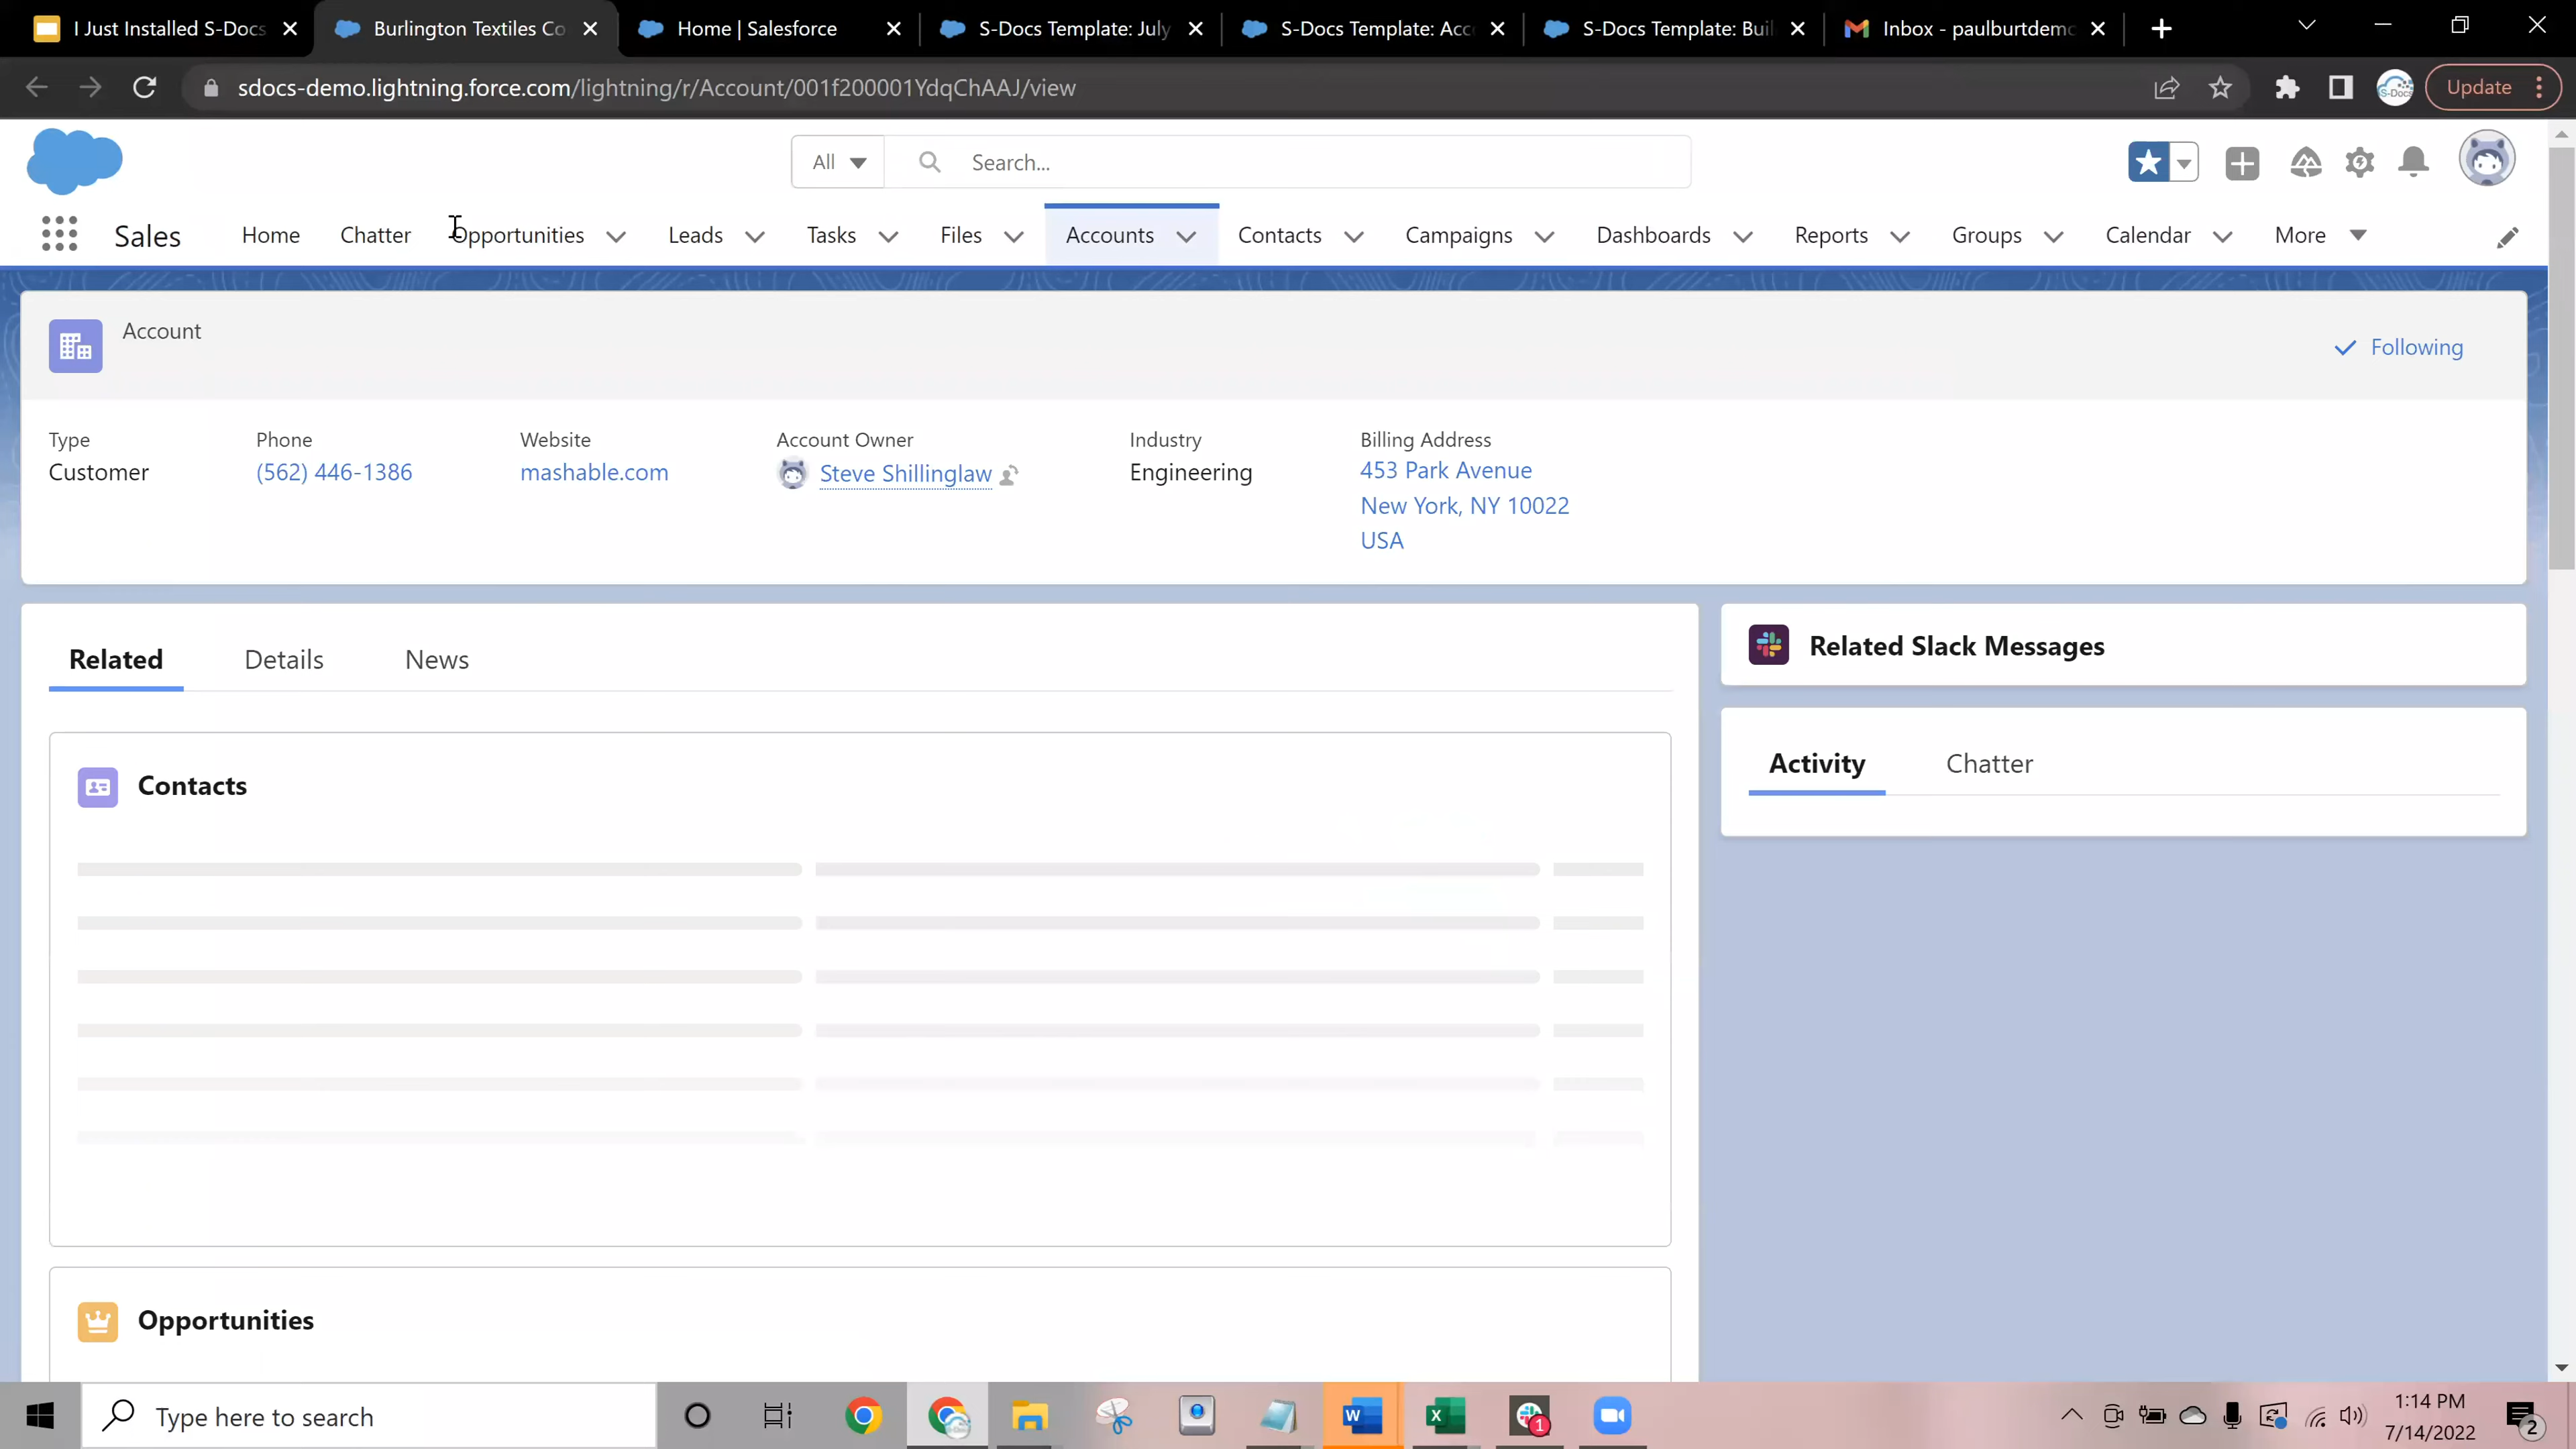 I Just Installed S-Docs
Burlington Textiles Co
Home | Salesforce
S-Docs Template: July
S-Docs Template: Acc
S-Docs Template: Buil
Inbox - paulburtdemo
sdocs-demo.lightning.force.com/lightning/r/Account/001f200001YdqChAAJ/view
S-Docs
Update
All
Search...
Sales
Home
Chatter
Opportunities
Leads
Tasks
Files
Accounts
Contacts
Campaigns
Dashboards
Reports
Groups
Calendar
More
Account
Following
Type
Phone
Website
Account Owner
Industry
Billing Address
Customer
(562) 446-1386
mashable.com
Steve Shillinglaw
Engineering
453 Park Avenue
New York, NY 10022
USA
Related
Details
News
Related Slack Messages
Contacts
Activity
Chatter
Opportunities
Type here to search
W
X
1
1:14 PM
7/14/2022
2